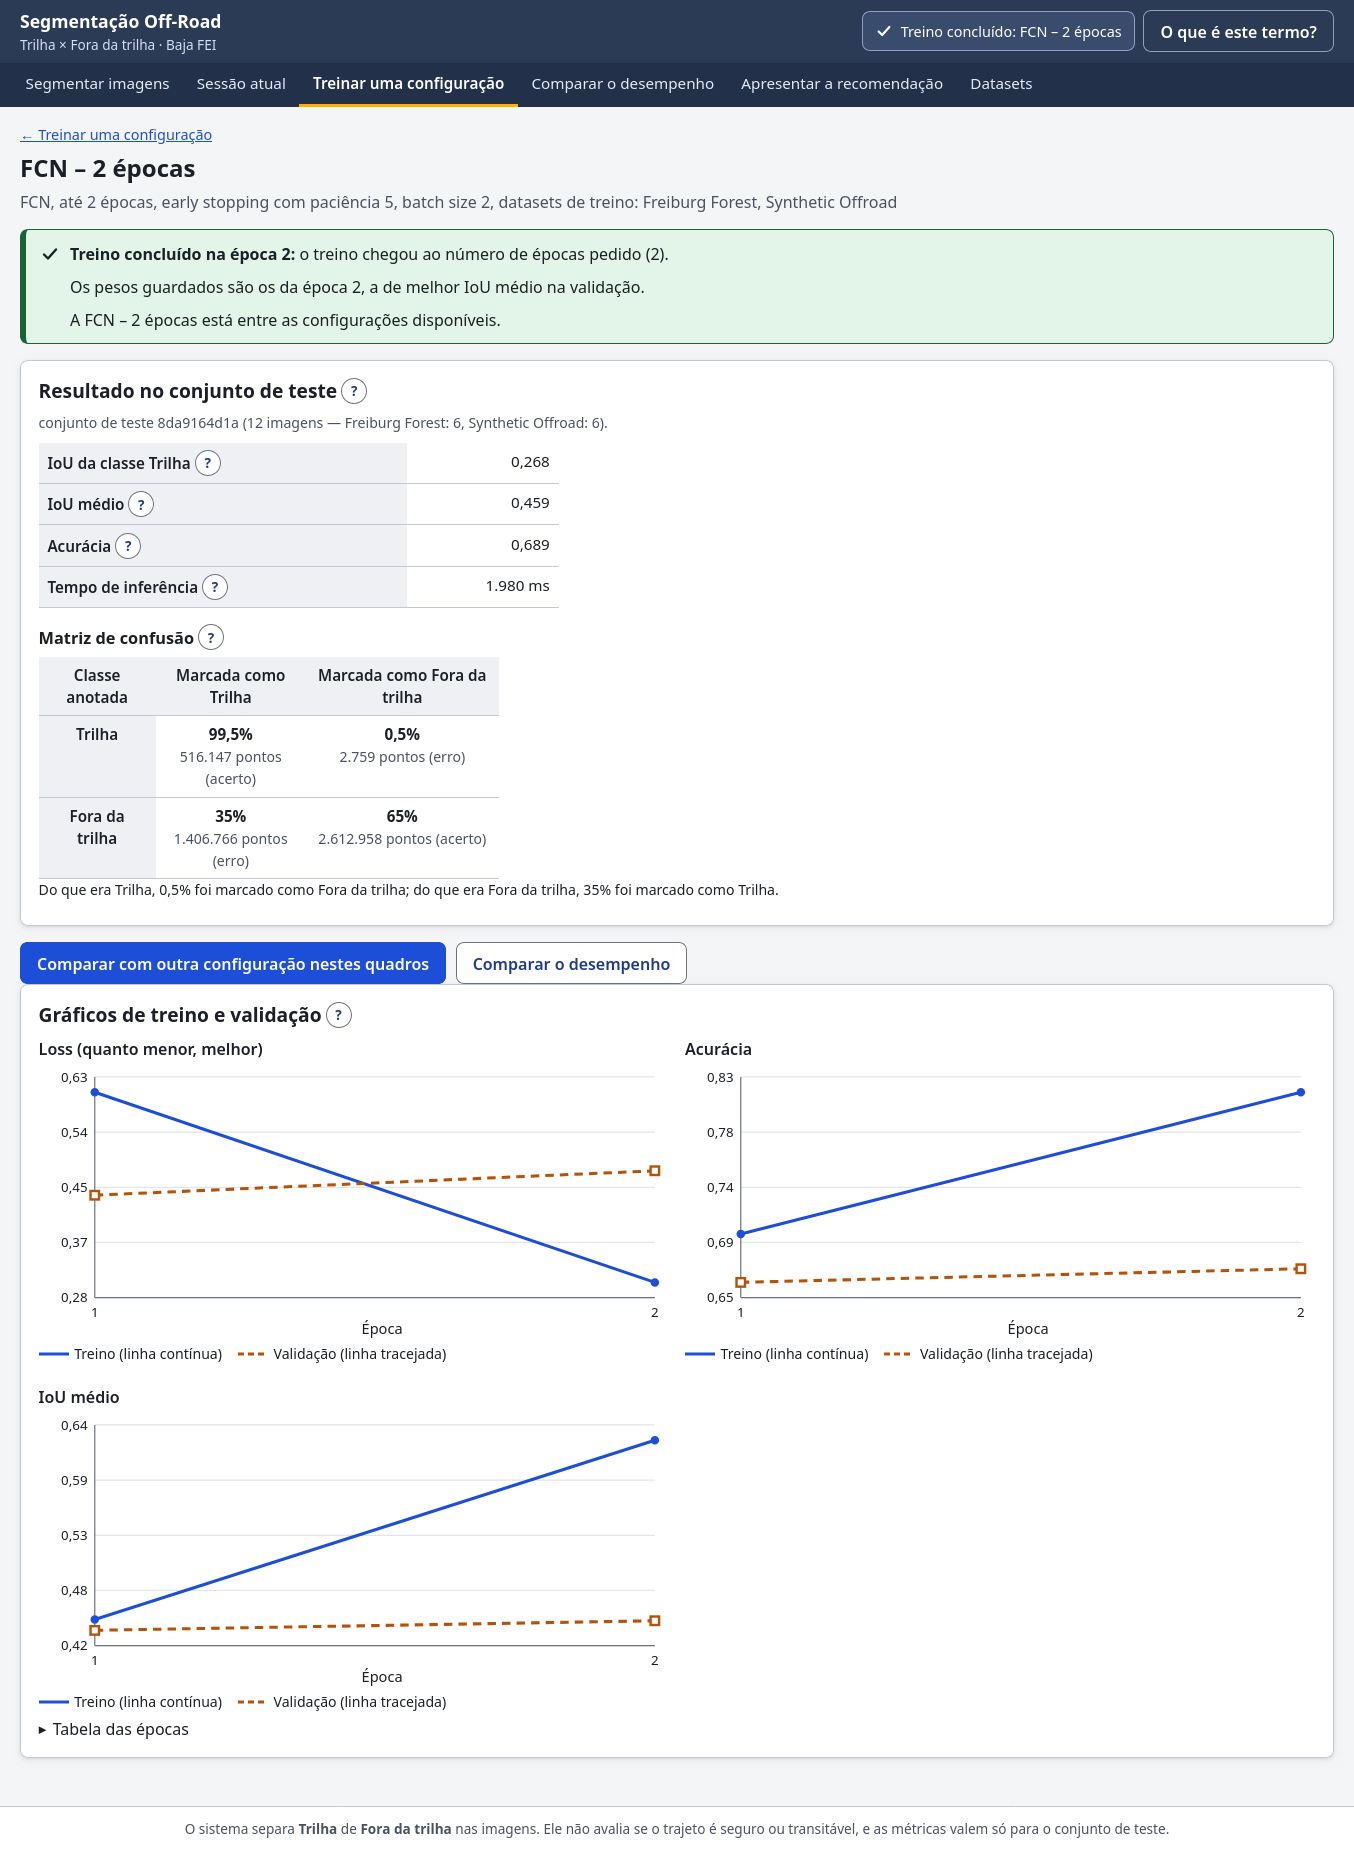 Segmentação Off-Road
Trilha × Fora da trilha · Baja FEI
Treino concluído: FCN – 2 épocas
O que é este termo?
Segmentar imagens
Sessão atual
Treinar uma configuração
Comparar o desempenho
Apresentar a recomendação
Datasets
← Treinar uma configuração
FCN – 2 épocas
FCN, até 2 épocas, early stopping com paciência 5, batch size 2, datasets de treino: Freiburg Forest, Synthetic Offroad
Treino concluído na época 2: o treino chegou ao número de épocas pedido (2).
Os pesos guardados são os da época 2, a de melhor IoU médio na validação.
A FCN – 2 épocas está entre as configurações disponíveis.
Resultado no conjunto de teste ?
conjunto de teste 8da9164d1a (12 imagens — Freiburg Forest: 6, Synthetic Offroad: 6).
IoU da classe Trilha ? 0,268
IoU médio ? 0,459
Acurácia ? 0,689
Tempo de inferência ? 1.980 ms
Matriz de confusão ?
Classe anotada
Marcada como Trilha
Marcada como Fora da trilha
Trilha
99,5%
516.147 pontos
(acerto)
0,5%
2.759 pontos (erro)
Fora da trilha
35%
1.406.766 pontos
(erro)
65%
2.612.958 pontos (acerto)
Do que era Trilha, 0,5% foi marcado como Fora da trilha; do que era Fora da trilha, 35% foi marcado como Trilha.
Comparar com outra configuração nestes quadros
Comparar o desempenho
Gráficos de treino e validação ?
Loss (quanto menor, melhor)
0,63
0,54
0,45
0,37
0,28
1
2
Época
Treino (linha contínua)
Validação (linha tracejada)
Acurácia
0,83
0,78
0,74
0,69
0,65
1
2
Época
Treino (linha contínua)
Validação (linha tracejada)
IoU médio
0,64
0,59
0,53
0,48
0,42
1
2
Época
Treino (linha contínua)
Validação (linha tracejada)
▸ Tabela das épocas
O sistema separa Trilha de Fora da trilha nas imagens. Ele não avalia se o trajeto é seguro ou transitável, e as métricas valem só para o conjunto de teste.